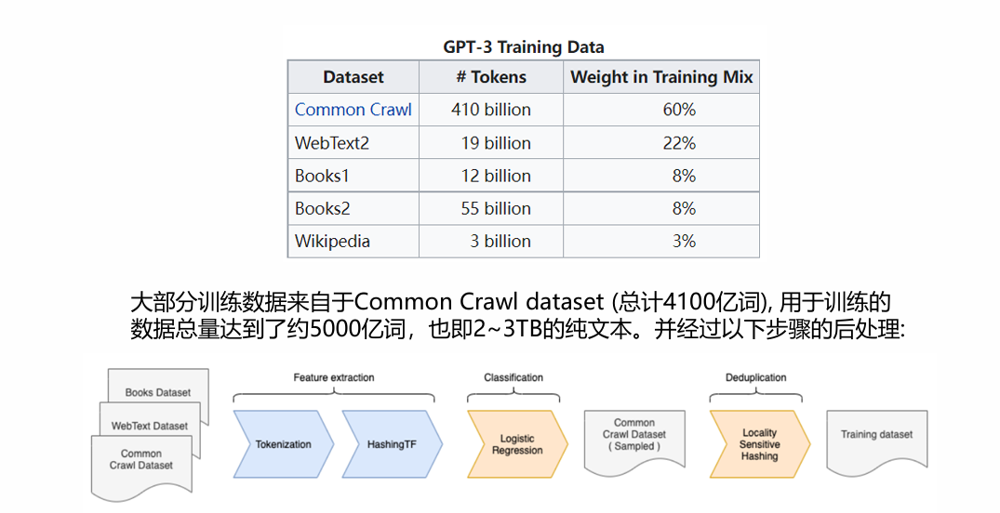 GPT-3 Training Data
Dataset # Tokens Weight in Training Mix
Common Crawl 410 billion 60%
WebText2 19 billion 22%
Books1 12 billion 8%
Books2 55 billion 8%
Wikipedia 3 billion 3%
大部分训练数据来自于Common Crawl dataset (总计4100亿词), 用于训练的
数据总量达到了约5000亿词，也即2~3TB的纯文本。并经过以下步骤的后处理:
Books Dataset
WebText Dataset
Common
Crawl Dataset
Feature extraction
Tokenization
HashingTF
Classification
Logistic
Regression
Common
Crawl Dataset
( Sampled )
Deduplication
Locality
Sensitive
Hashing
Training dataset